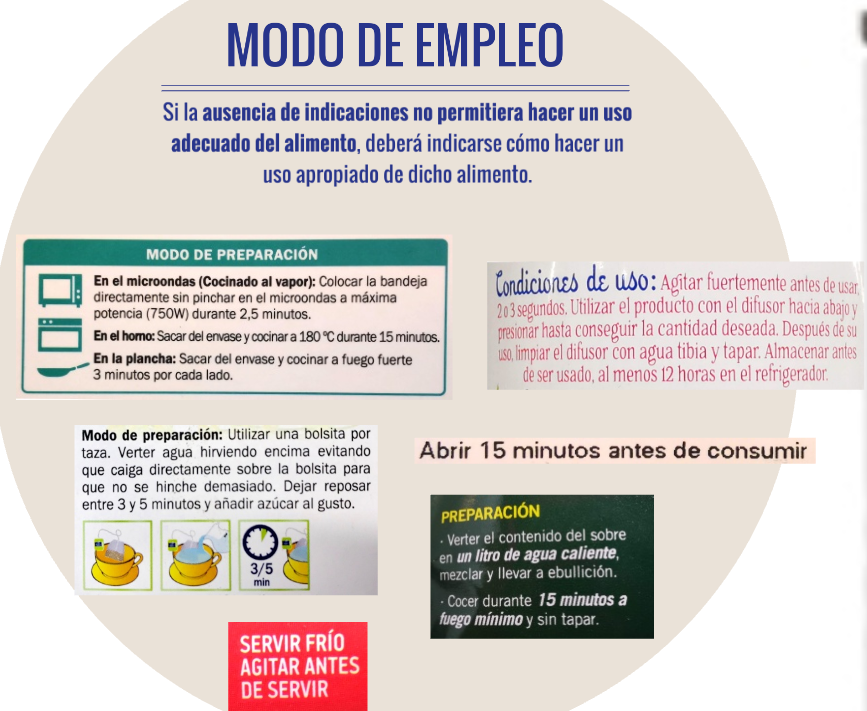 MODO DE EMPLEO
Si la ausencia de indicaciones no permitiera hacer un uso
adecuado del alimento, deberá indicarse cómo hacer un
uso apropiado de dicho alimento.
MODO DE PREPARACIÓN
En el microondas (Cocinado al vapor): Colocar la bandeja
directamente sin pinchar en el microondas a máxima
potencia (750W) durante 2,5 minutos.
En el horno: Sacar del envase y cocinar a 180 ºC durante 15 minutos.
En la plancha: Sacar del envase y cocinar a fuego fuerte
3 minutos por cada lado.
Condiciones de uso: Agitar fuertemente antes de usar,
2 o 3 segundos. Utilizar el producto con el difusor hacia abajo y
presionar hasta conseguir la cantidad deseada. Después de su
uso, limpiar el difusor con agua tibia y tapar. Almacenar antes
de ser usado, al menos 12 horas en el refrigerador.
Modo de preparación: Utilizar una bolsita por
taza. Verter agua hirviendo encima evitando
que caiga directamente sobre la bolsita para
que no se hinche demasiado. Dejar reposar
entre 3 y 5 minutos y añadir azúcar al gusto.
3/5
min
Abrir 15 minutos antes de consumir
PREPARACIÓN
· Verter el contenido del sobre
en un litro de agua caliente,
mezclar y llevar a ebullición.
· Cocer durante 15 minutos a
fuego mínimo y sin tapar.
SERVIR FRÍO
AGITAR ANTES
DE SERVIR